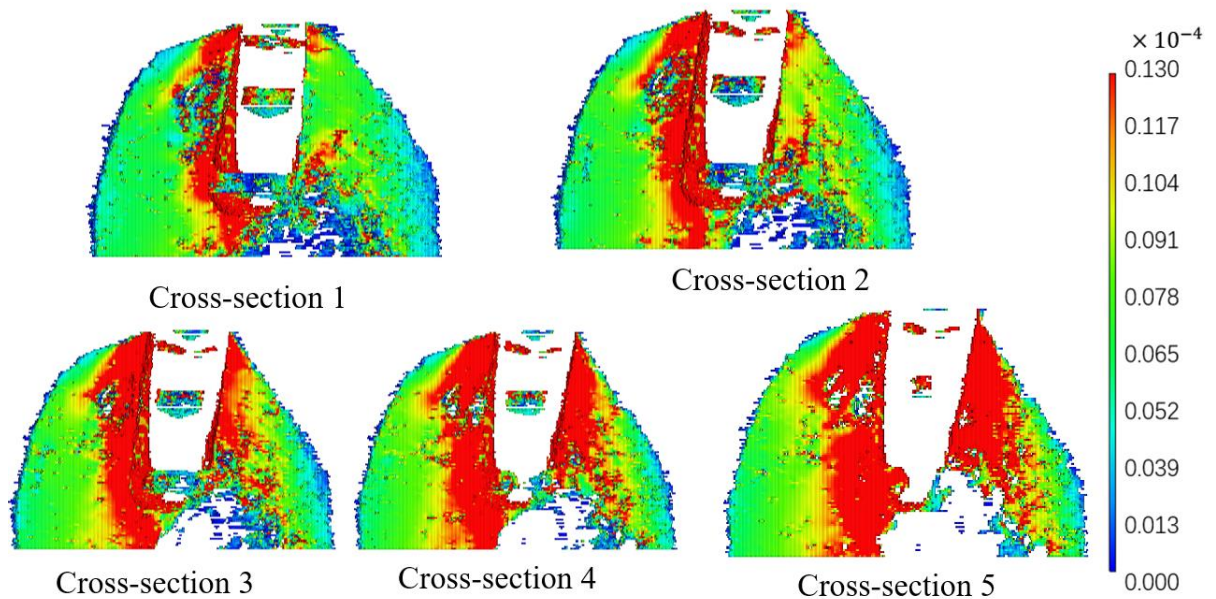 Cross-section 1
Cross-section 2
Cross-section 3
Cross-section 4
Cross-section 5
× 10⁻⁴
0.130
0.117
0.104
0.091
0.078
0.065
0.052
0.039
0.013
0.000